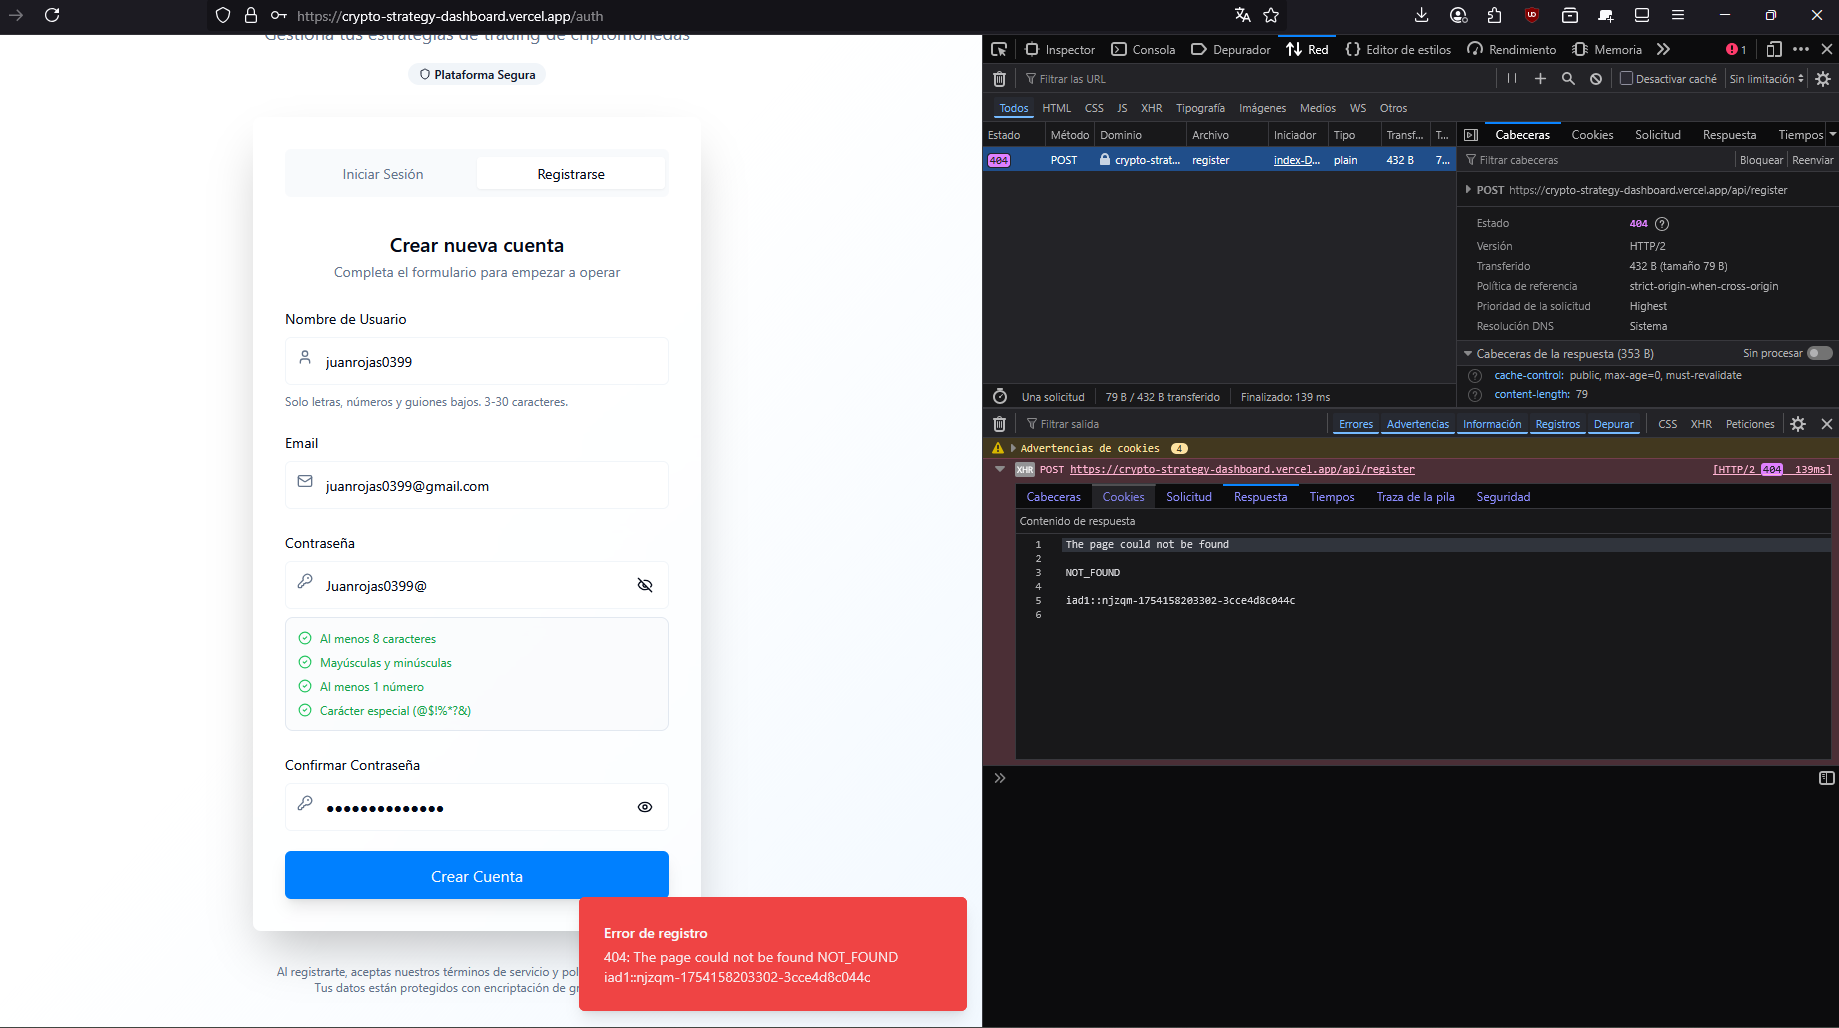 https://crypto-strategy-dashboard.vercel.app/auth
Gestiona tus estrategias de trading de criptomonedas
Plataforma Segura
Iniciar Sesión
Registrarse
Crear nueva cuenta
Completa el formulario para empezar a operar
Nombre de Usuario
juanrojas0399
Solo letras, números y guiones bajos. 3-30 caracteres.
Email
juanrojas0399@gmail.com
Contraseña
Juanrojas0399@
Al menos 8 caracteres
Mayúsculas y minúsculas
Al menos 1 número
Carácter especial (@$!%*?&)
Confirmar Contraseña
●●●●●●●●●●●●●●
Crear Cuenta
Al registrarte, aceptas nuestros términos de servicio y pol
Tus datos están protegidos con encriptación de gr
Error de registro
404: The page could not be found NOT_FOUND
iad1::njzqm-1754158203302-3cce4d8c044c
Inspector Consola Depurador Red Editor de estilos Rendimiento Memoria 1
Filtrar las URL Desactivar caché Sin limitación
Todos HTML CSS JS XHR Tipografía Imágenes Medios WS Otros
Estado Método Dominio Archivo Iniciador Tipo Transf... T...
404 POST crypto-strat... register index-D... plain 432 B 7...
Una solicitud 79 B / 432 B transferido Finalizado: 139 ms
Cabeceras Cookies Solicitud Respuesta Tiempos
Filtrar cabeceras Bloquear Reenviar
POST https://crypto-strategy-dashboard.vercel.app/api/register
Estado 404
Versión HTTP/2
Transferido 432 B (tamaño 79 B)
Política de referencia strict-origin-when-cross-origin
Prioridad de la solicitud Highest
Resolución DNS Sistema
Cabeceras de la respuesta (353 B) Sin procesar
cache-control: public, max-age=0, must-revalidate
content-length: 79
Filtrar salida Errores Advertencias Información Registros Depurar CSS XHR Peticiones
Advertencias de cookies 4
XHR POST https://crypto-strategy-dashboard.vercel.app/api/register [HTTP/2 404 139ms]
Cabeceras Cookies Solicitud Respuesta Tiempos Traza de la pila Seguridad
Contenido de respuesta
1 The page could not be found
2
3 NOT_FOUND
4
5 iad1::njzqm-1754158203302-3cce4d8c044c
6